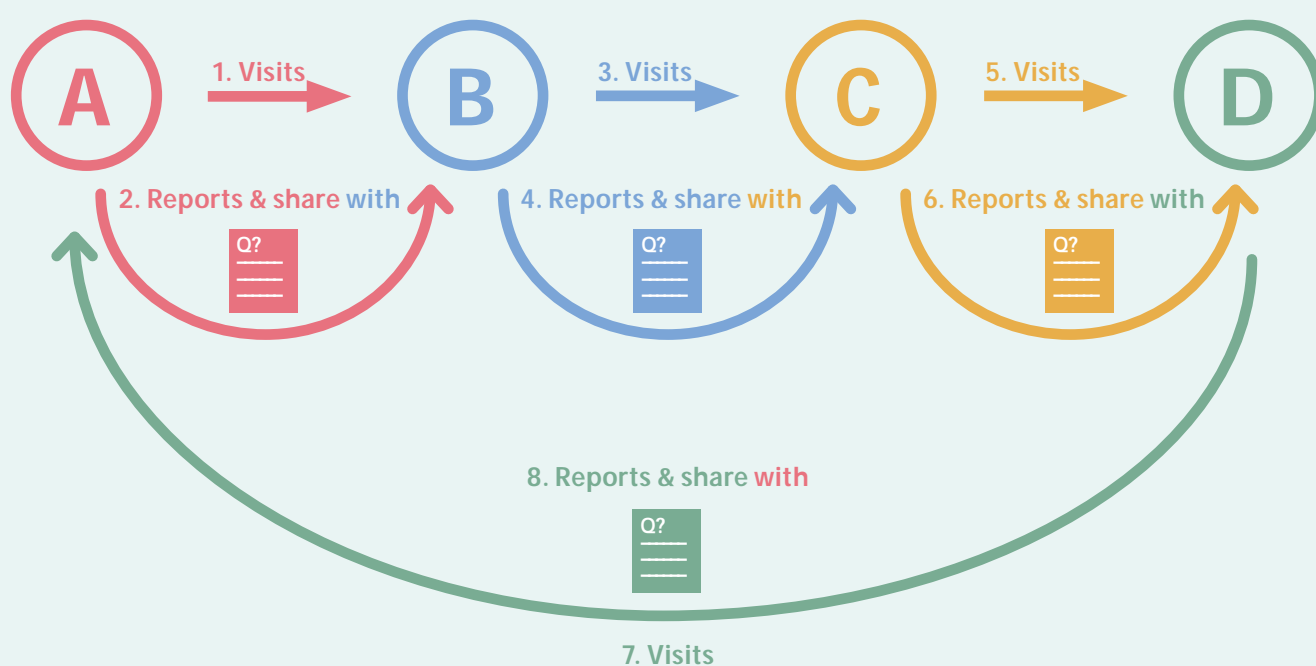 A
1. Visits
B
3. Visits
C
5. Visits
D
2. Reports & share with
4. Reports & share with
6. Reports & share with
Q?
Q?
Q?
8. Reports & share with
Q?
7. Visits